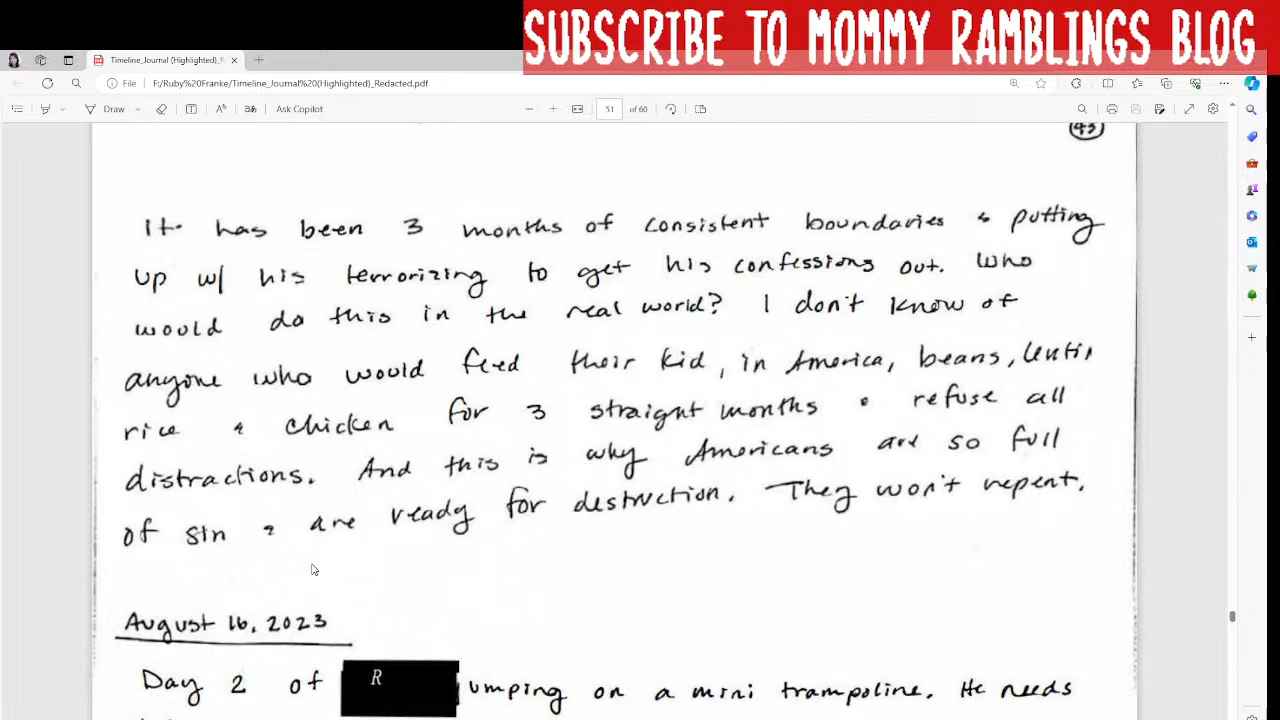 SUBSCRIBE TO MOMMY RAMBLINGS BLOG
Timeline_Journal (Highlighted)_R
File F:/Ruby%20Franke/Timeline_Journal%20(Highlighted)_Redacted.pdf
Draw Ask Copilot 51 of 60
43
It has been 3 months of consistent boundaries & putting
up w/ his terrorizing to get his confessions out. Who
would do this in the real world? I don't know of
anyone who would feed their kid, in America, beans, lentil
rice & chicken for 3 straight months & refuse all
distractions. And this is why Americans are so full
of sin & are ready for destruction. They won't repent.
August 16, 2023
Day 2 of R umping on a mini trampoline. He needs